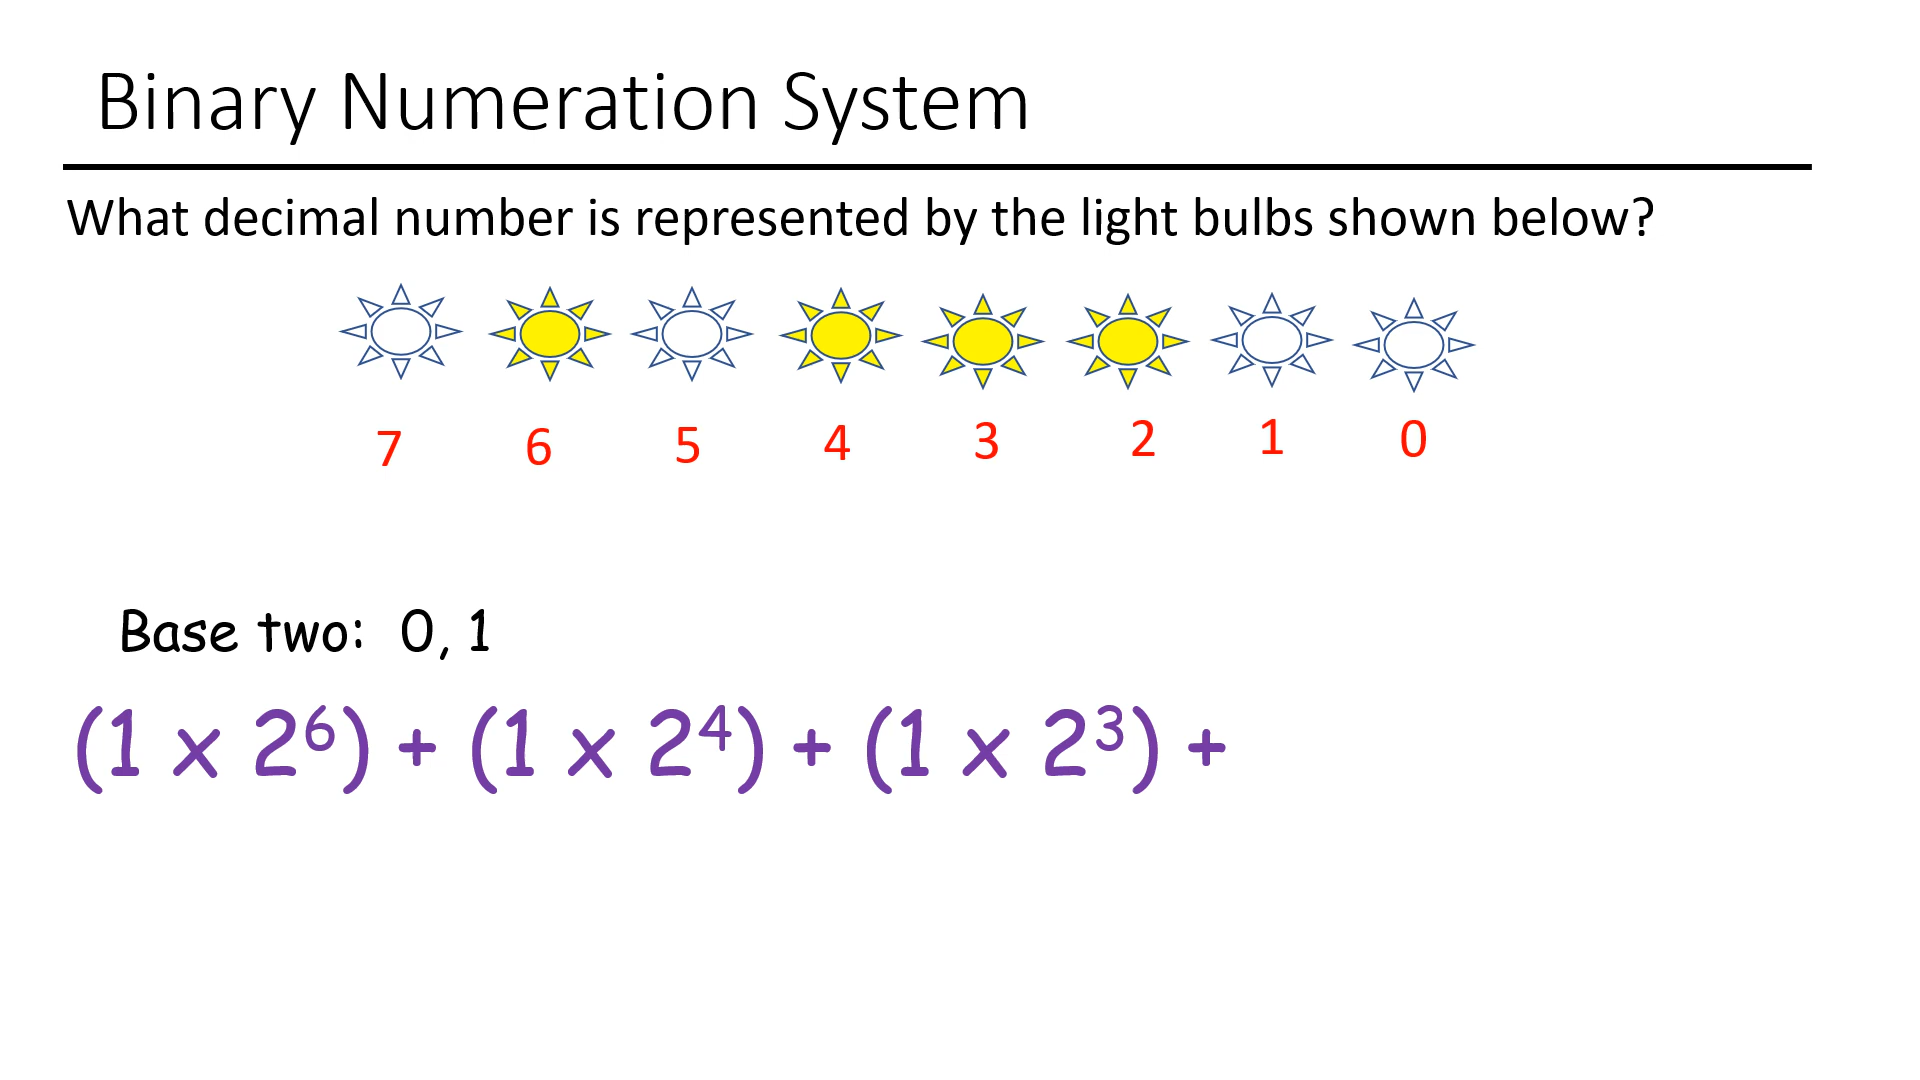 Binary Numeration System
What decimal number is represented by the light bulbs shown below?
7 6 5 4 3 2 1 0
Base two: 0, 1
(1 x 2⁶) + (1 x 2⁴) + (1 x 2³) +